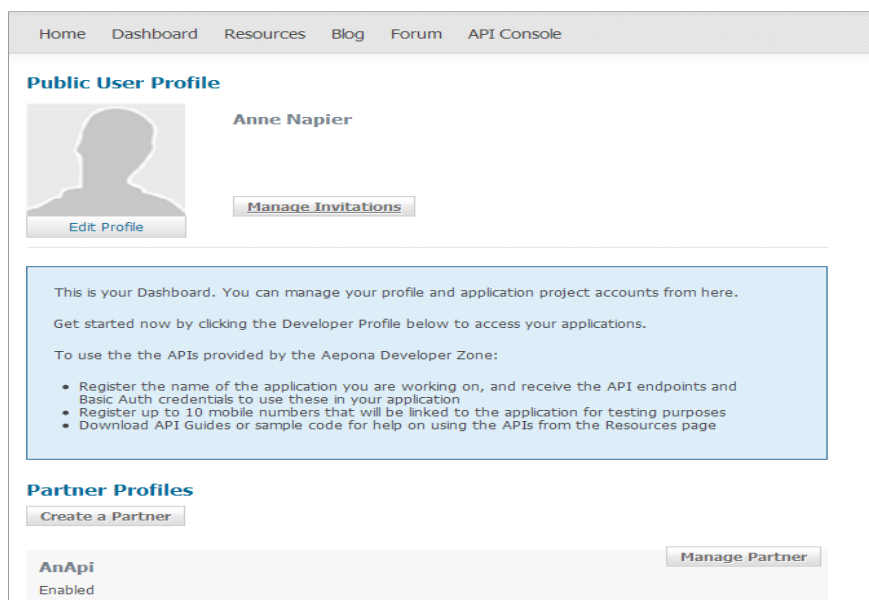 Home Dashboard Resources Blog Forum API Console
Public User Profile
Anne Napier
Manage Invitations
Edit Profile
This is your Dashboard. You can manage your profile and application project accounts from here.
Get started now by clicking the Developer Profile below to access your applications.
To use the the APIs provided by the Aepona Developer Zone:
• Register the name of the application you are working on, and receive the API endpoints and
Basic Auth credentials to use these in your application
• Register up to 10 mobile numbers that will be linked to the application for testing purposes
• Download API Guides or sample code for help on using the APIs from the Resources page
Partner Profiles
Create a Partner
Manage Partner
AnApi
Enabled